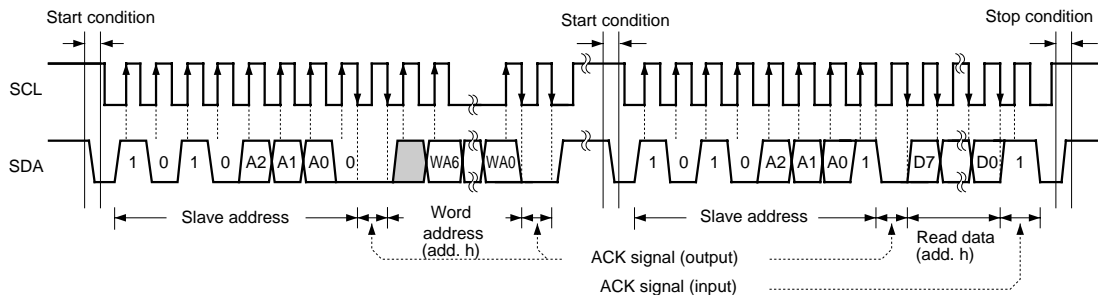 Start condition
Start condition
Stop condition
SCL
SDA
1 0 1 0 A2 A1 A0 0 WA6 WA0 1 0 1 0 A2 A1 A0 1 D7 D0 1
Slave address
Word
address
(add. h)
Slave address
Read data
(add. h)
ACK signal (output)
ACK signal (input)